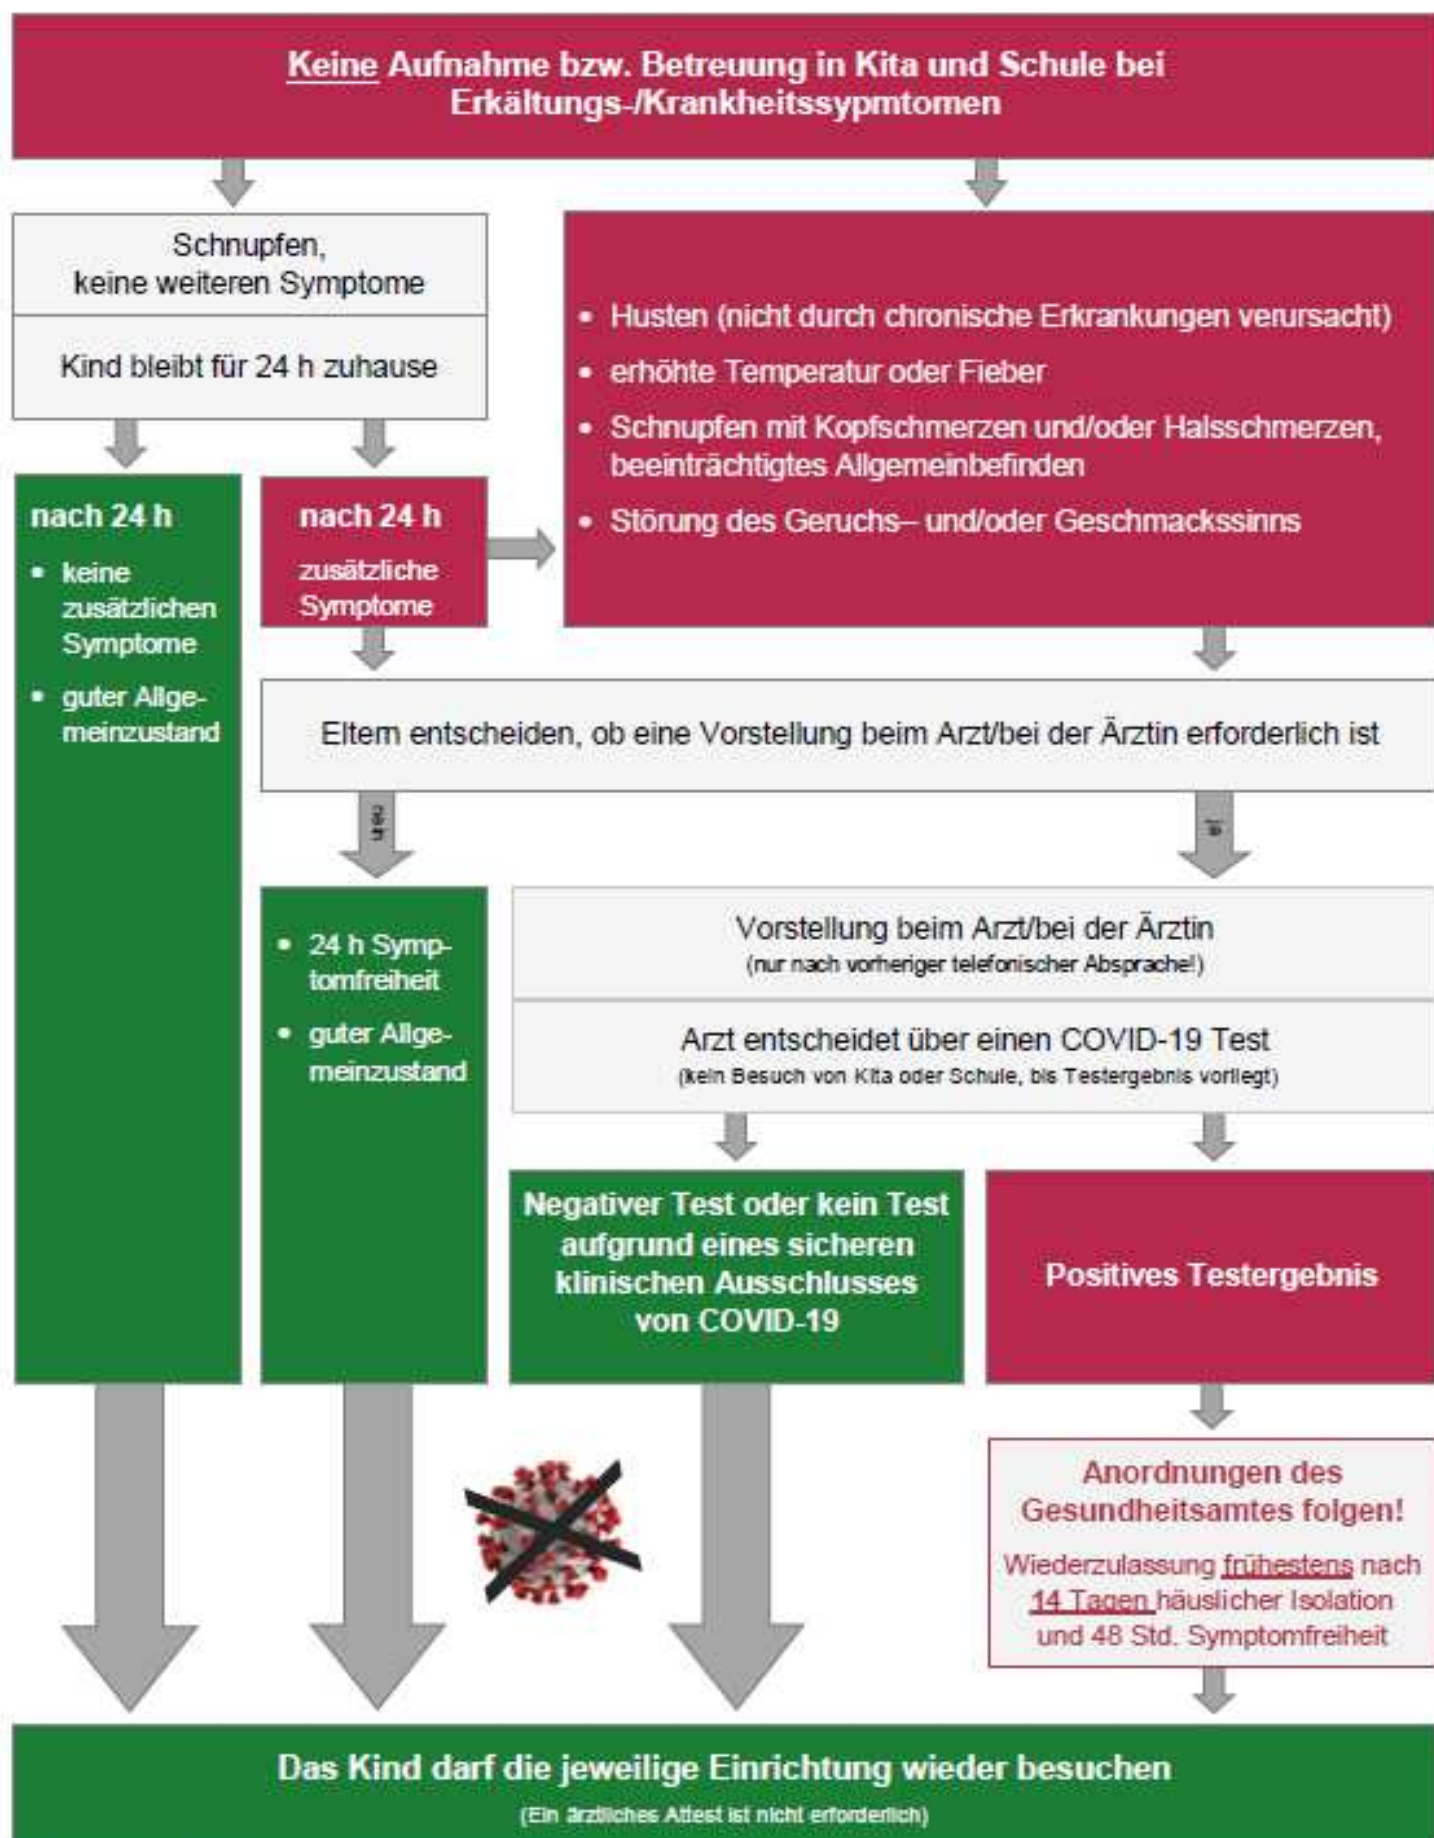 Keine Aufnahme bzw. Betreuung in Kita und Schule bei
Erkältungs-/Krankheitssypmtomen
Schnupfen,
keine weiteren Symptome
Kind bleibt für 24 h zuhause
• Husten (nicht durch chronische Erkrankungen verursacht)
• erhöhte Temperatur oder Fieber
• Schnupfen mit Kopfschmerzen und/oder Halsschmerzen,
beeinträchtigtes Allgemeinbefinden
• Störung des Geruchs– und/oder Geschmackssinns
nach 24 h
• keine
zusätzlichen
Symptome
• guter Allge-
meinzustand
nach 24 h
zusätzliche
Symptome
Eltern entscheiden, ob eine Vorstellung beim Arzt/bei der Ärztin erforderlich ist
nein
ja
• 24 h Symp-
tomfreiheit
• guter Allge-
meinzustand
Vorstellung beim Arzt/bei der Ärztin
(nur nach vorheriger telefonischer Absprache!)
Arzt entscheidet über einen COVID-19 Test
(kein Besuch von Kita oder Schule, bis Testergebnis vorliegt)
Negativer Test oder kein Test
aufgrund eines sicheren
klinischen Ausschlusses
von COVID-19
Positives Testergebnis
Anordnungen des
Gesundheitsamtes folgen!
Wiederzulassung frühestens nach
14 Tagen häuslicher Isolation
und 48 Std. Symptomfreiheit
Das Kind darf die jeweilige Einrichtung wieder besuchen
(Ein ärztliches Attest ist nicht erforderlich)